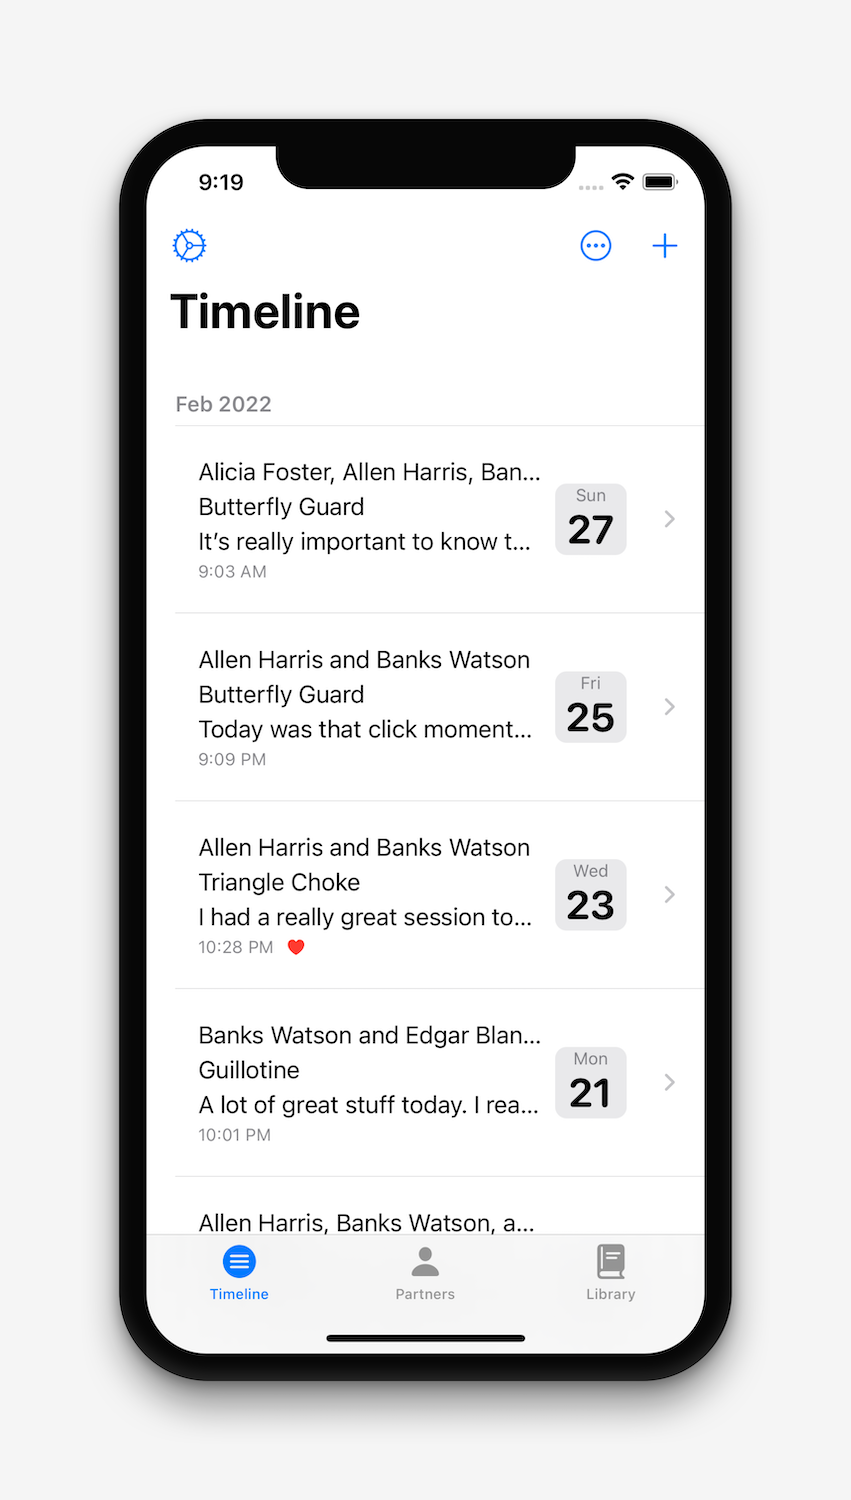 9:19
Timeline
Feb 2022
Alicia Foster, Allen Harris, Ban...
Butterfly Guard
It’s really important to know t...
9:03 AM
Sun
27
Allen Harris and Banks Watson
Butterfly Guard
Today was that click moment...
9:09 PM
Fri
25
Allen Harris and Banks Watson
Triangle Choke
I had a really great session to...
10:28 PM
Wed
23
Banks Watson and Edgar Blan...
Guillotine
A lot of great stuff today. I rea...
10:01 PM
Mon
21
Allen Harris, Banks Watson, a...
Timeline
Partners
Library